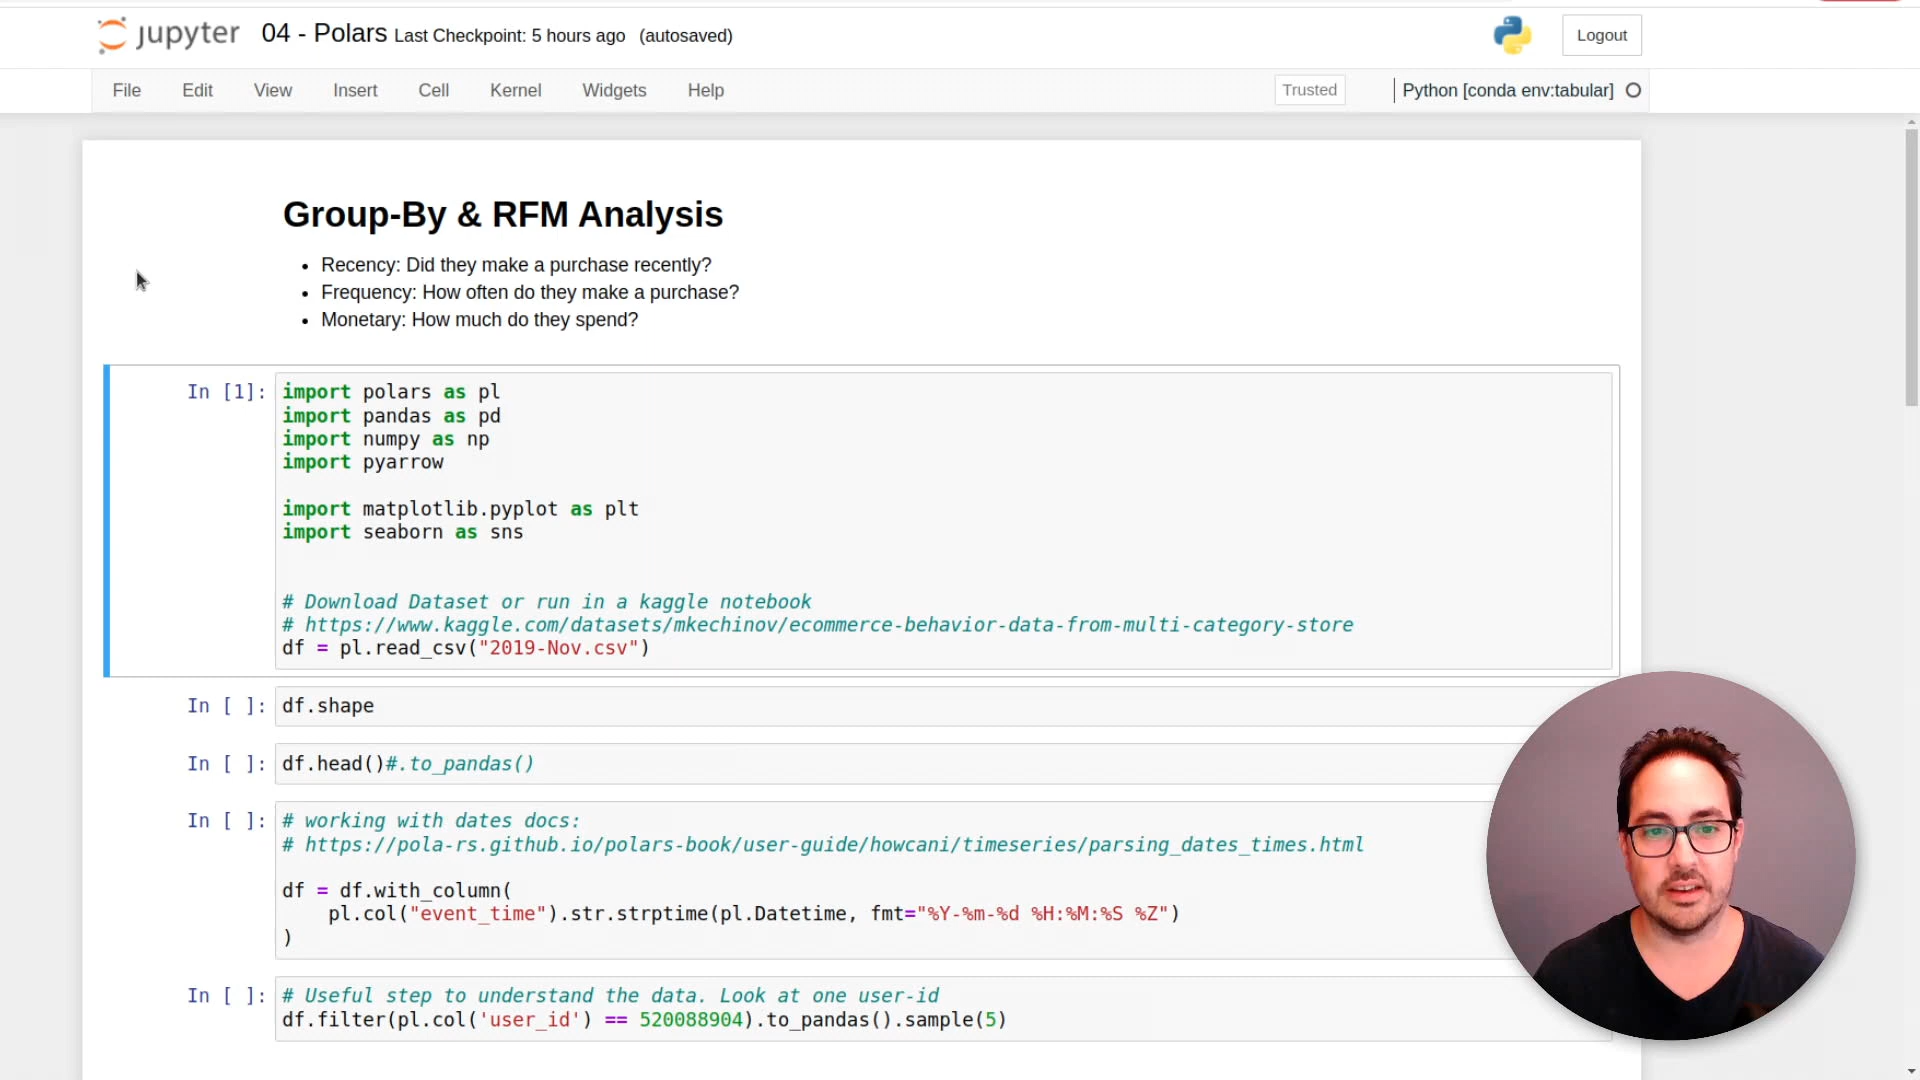 jupyter 04 - Polars Last Checkpoint: 5 hours ago (autosaved) Logout
File Edit View Insert Cell Kernel Widgets Help Trusted Python [conda env:tabular]
Group-By & RFM Analysis
• Recency: Did they make a purchase recently?
• Frequency: How often do they make a purchase?
• Monetary: How much do they spend?
In [1]: import polars as pl
import pandas as pd
import numpy as np
import pyarrow
import matplotlib.pyplot as plt
import seaborn as sns
# Download Dataset or run in a kaggle notebook
# https://www.kaggle.com/datasets/mkechinov/ecommerce-behavior-data-from-multi-category-store
df = pl.read_csv("2019-Nov.csv")
In [ ]: df.shape
In [ ]: df.head()#.to_pandas()
In [ ]: # working with dates docs:
# https://pola-rs.github.io/polars-book/user-guide/howcani/timeseries/parsing_dates_times.html
df = df.with_column(
pl.col("event_time").str.strptime(pl.Datetime, fmt="%Y-%m-%d %H:%M:%S %Z")
)
In [ ]: # Useful step to understand the data. Look at one user-id
df.filter(pl.col('user_id') == 520088904).to_pandas().sample(5)